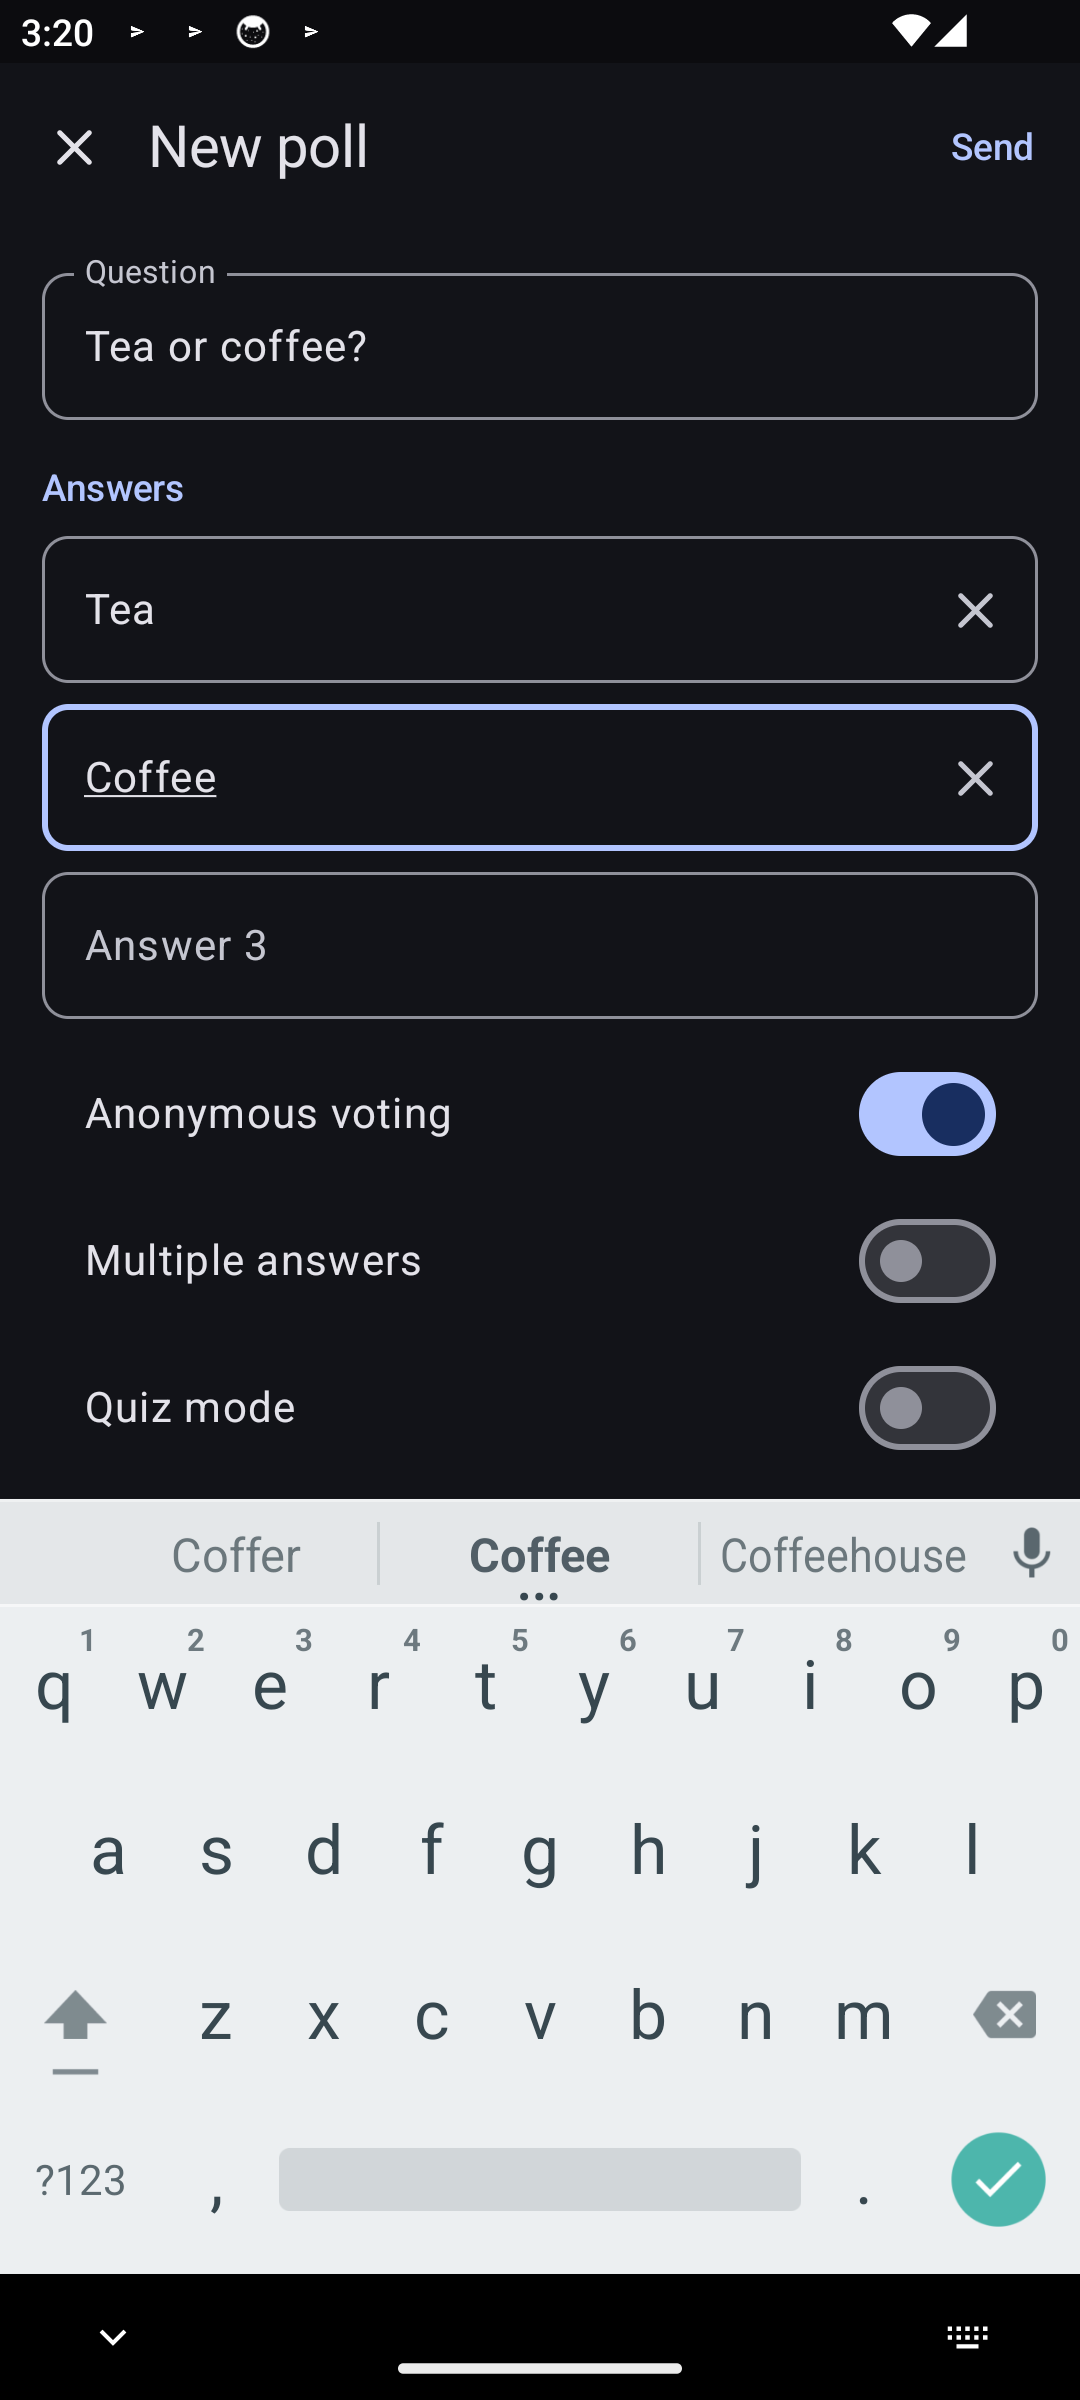 3:20
New poll
Send
Question
Tea or coffee?
Answers
Tea
Coffee
Answer 3
Anonymous voting
Multiple answers
Quiz mode
Coffer Coffee Coffeehouse
1 2 3 4 5 6 7 8 9 0
q w e r t y u i o p
a s d f g h j k l
z x c v b n m
?123 , .